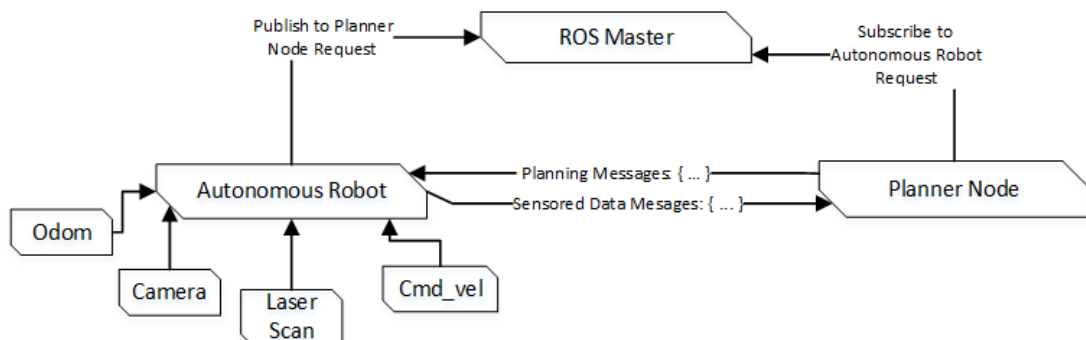 Publish to Planner
Node Request
ROS Master
Subscribe to
Autonomous Robot
Request
Autonomous Robot
Planning Messages: { ... }
Sensored Data Mesages: { ... }
Planner Node
Odom
Camera
Laser
Scan
Cmd_vel